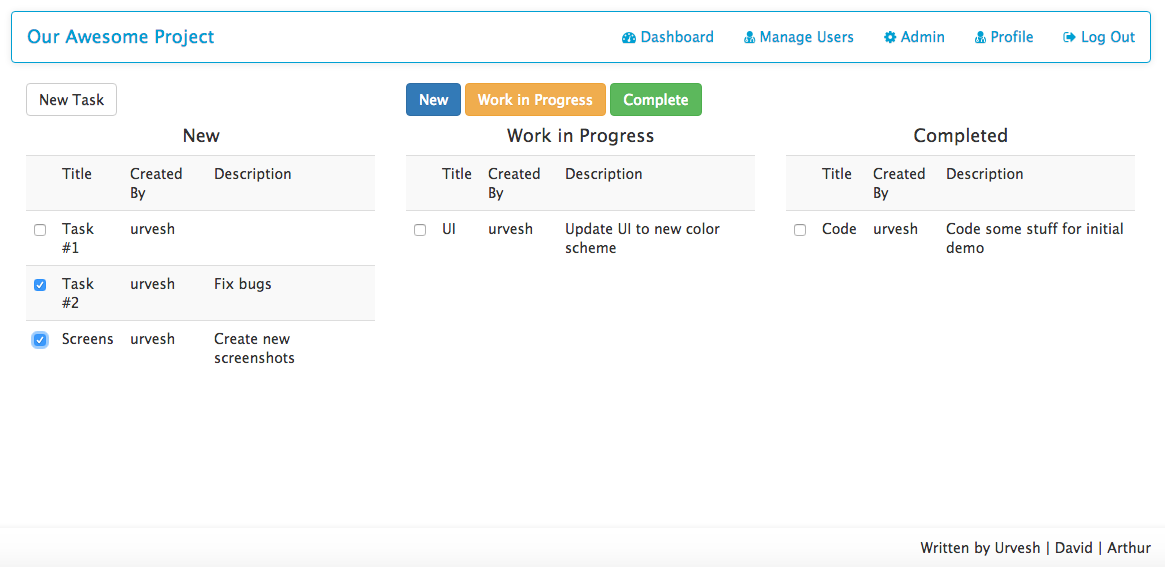 Our Awesome Project Dashboard Manage Users Admin Profile Log Out
New Task New Work in Progress Complete
New
Title Created By Description
Task #1 urvesh
Task #2 urvesh Fix bugs
Screens urvesh Create new screenshots
Work in Progress
Title Created By Description
UI urvesh Update UI to new color scheme
Completed
Title Created By Description
Code urvesh Code some stuff for initial demo
Written by Urvesh | David | Arthur